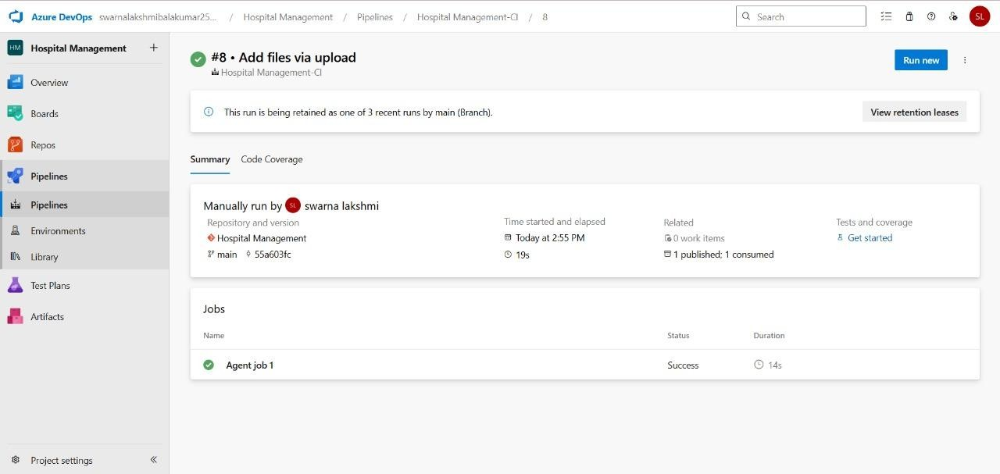 Azure DevOps swarnalakshmibalakumar25... / Hospital Management / Pipelines / Hospital Management-CI / 8
Search
SL
HM Hospital Management +
Overview
Boards
Repos
Pipelines
Pipelines
Environments
Library
Test Plans
Artifacts
Project settings
#8 • Add files via upload
Hospital Management-CI
Run new
This run is being retained as one of 3 recent runs by main (Branch).
View retention leases
Summary Code Coverage
Manually run by SL swarna lakshmi
Repository and version
Hospital Management
main 55a603fc
Time started and elapsed
Today at 2:55 PM
19s
Related
0 work items
1 published; 1 consumed
Tests and coverage
Get started
Jobs
Name Status Duration
Agent job 1 Success 14s